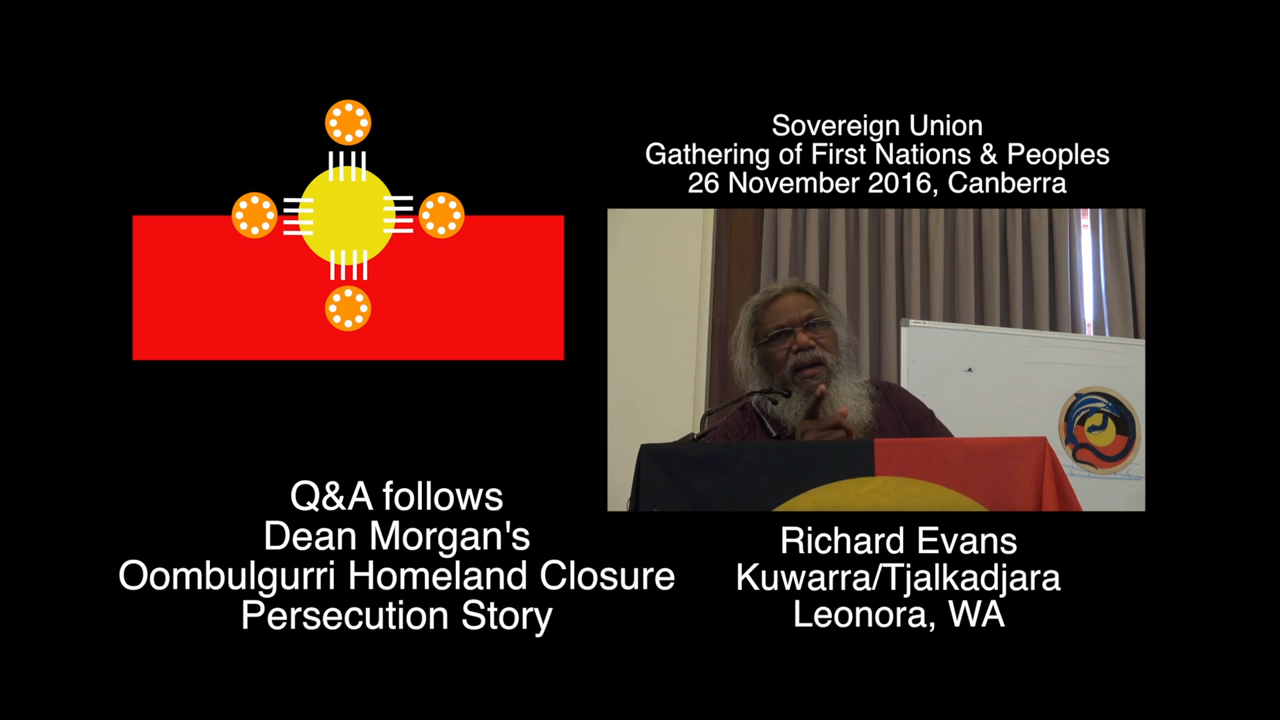 Sovereign Union
Gathering of First Nations & Peoples
26 November 2016, Canberra
Q&A follows
Dean Morgan's
Oombulgurri Homeland Closure
Persecution Story
Richard Evans
Kuwarra/Tjalkadjara
Leonora, WA